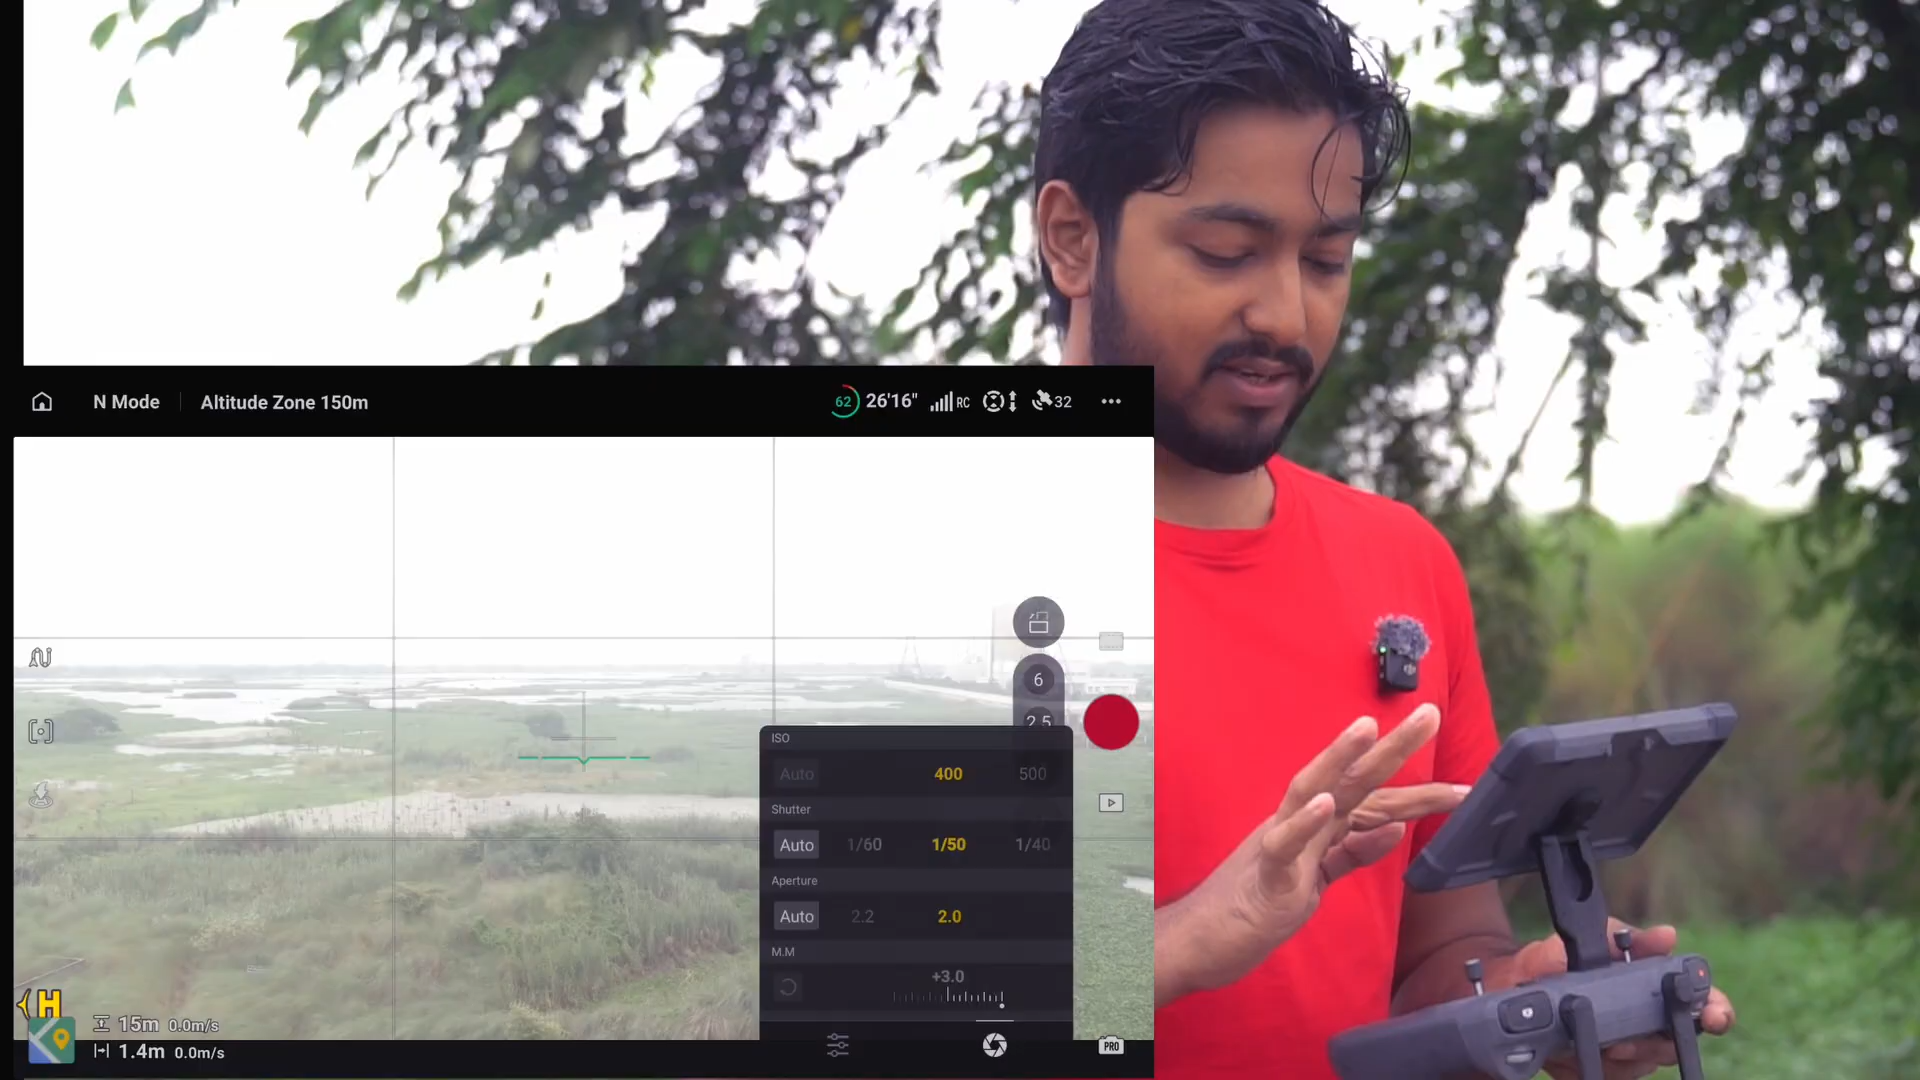 N Mode
Altitude Zone 150m
62
26'16"
RC
32
•••
6
2.5
ISO
Auto 400 500
Shutter
Auto 1/60 1/50 1/40
Aperture
Auto 2.2 2.0
M.M
+3.0
H
15m 0.0m/s
1.4m 0.0m/s
PRO